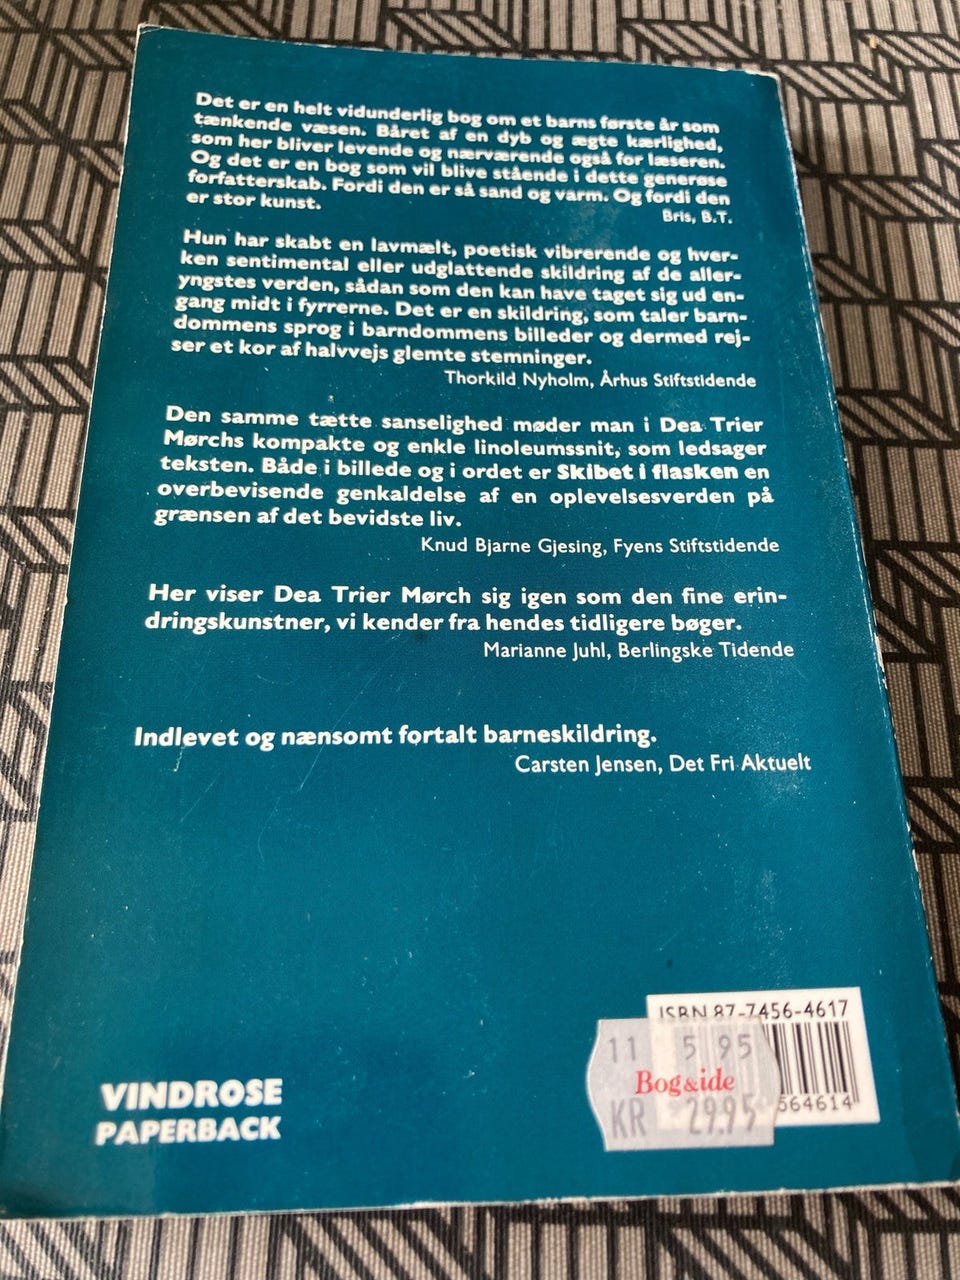 Det er en helt vidunderlig bog om et barns første år som
tænkende væsen. Båret af en dyb og ægte kærlighed,
som her bliver levende og nærværende også for læseren.
Og det er en bog som vil blive stående i dette generøse
forfatterskab. Fordi den er så sand og varm. Og fordi den
er stor kunst.
Bris, B.T.
Hun har skabt en lavmælt, poetisk vibrerende og hver-
ken sentimental eller udglattende skildring af de aller-
yngstes verden, sådan som den kan have taget sig ud en-
gang midt i fyrrerne. Det er en skildring, som taler barn-
dommens sprog i barndommens billeder og dermed rej-
ser et kor af halvvejs glemte stemninger.
Thorkild Nyholm, Århus Stiftstidende
Den samme tætte sanselighed møder man i Dea Trier
Mørchs kompakte og enkle linoleumssnit, som ledsager
teksten. Både i billede og i ordet er Skibet i flasken en
overbevisende genkaldelse af en oplevelsesverden på
grænsen af det bevidste liv.
Knud Bjarne Gjesing, Fyens Stiftstidende
Her viser Dea Trier Mørch sig igen som den fine erin-
dringskunstner, vi kender fra hendes tidligere bøger.
Marianne Juhl, Berlingske Tidende
Indlevet og nænsomt fortalt barneskildring.
Carsten Jensen, Det Fri Aktuelt
ISBN 87-7456-4617
11 5 95
Bog&ide
KR 29.95
564614
VINDROSE
PAPERBACK